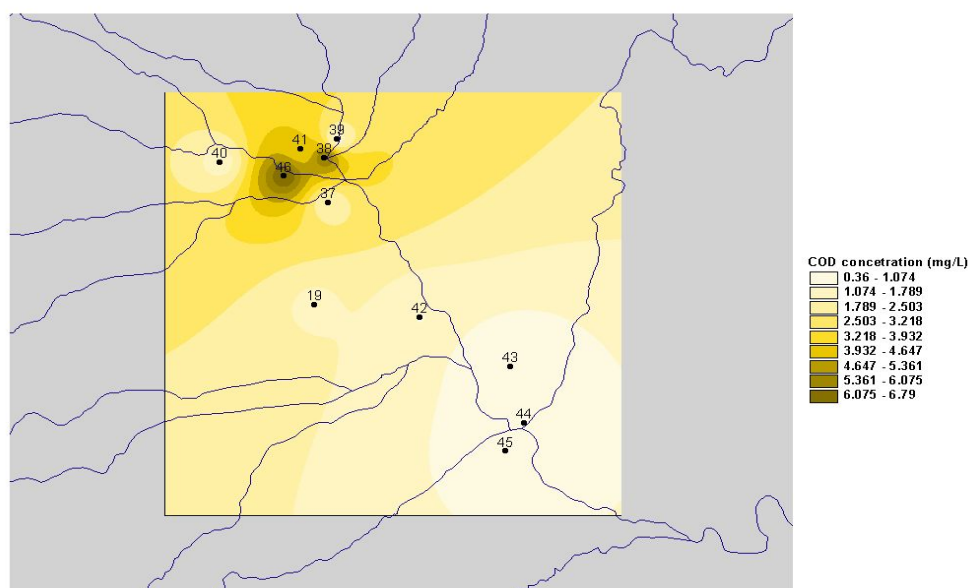 39
41
38
40
46
37
19
42
43
44
45
COD concetration (mg/L)
0.36 - 1.074
1.074 - 1.789
1.789 - 2.503
2.503 - 3.218
3.218 - 3.932
3.932 - 4.647
4.647 - 5.361
5.361 - 6.075
6.075 - 6.79